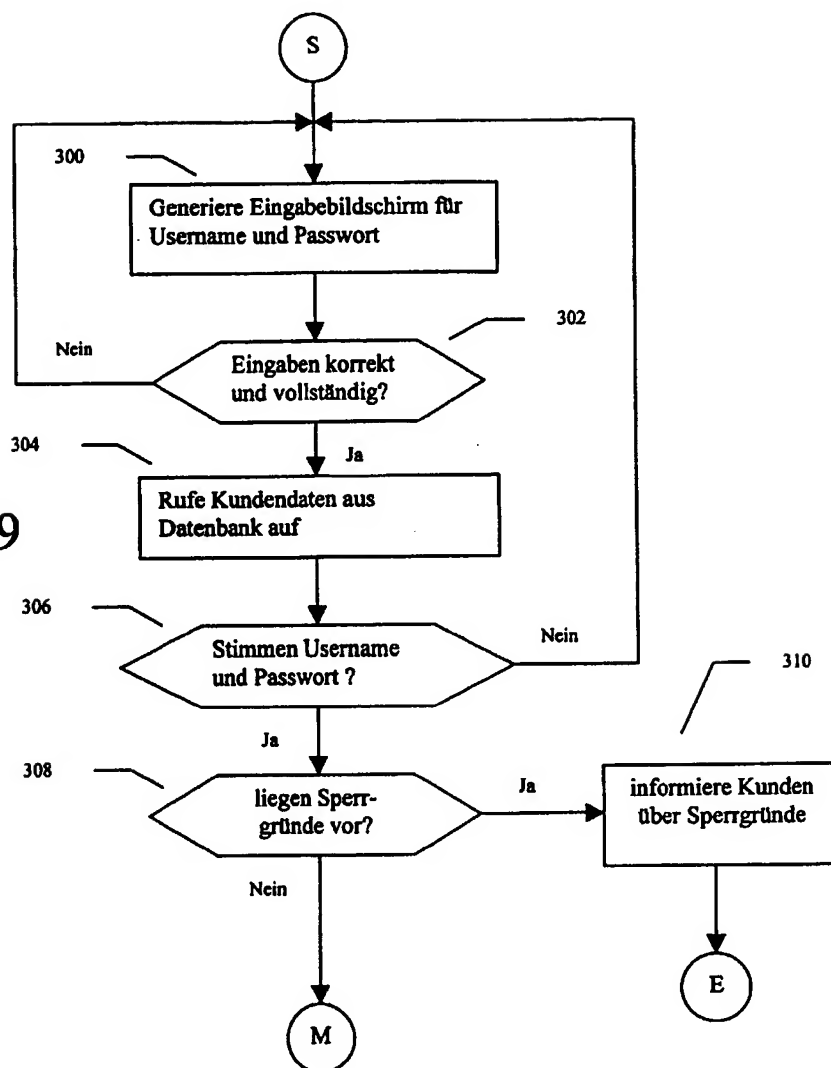 S
300
Generiere Eingabebildschirm für
Username und Passwort
302
Nein
Eingaben korrekt
und vollständig?
304
Ja
Rufe Kundendaten aus
Datenbank auf
9
306
Stimmen Username
und Passwort ?
Nein
310
Ja
308
liegen Sperr-
gründe vor?
Ja
informiere Kunden
über Sperrgründe
Nein
E
M